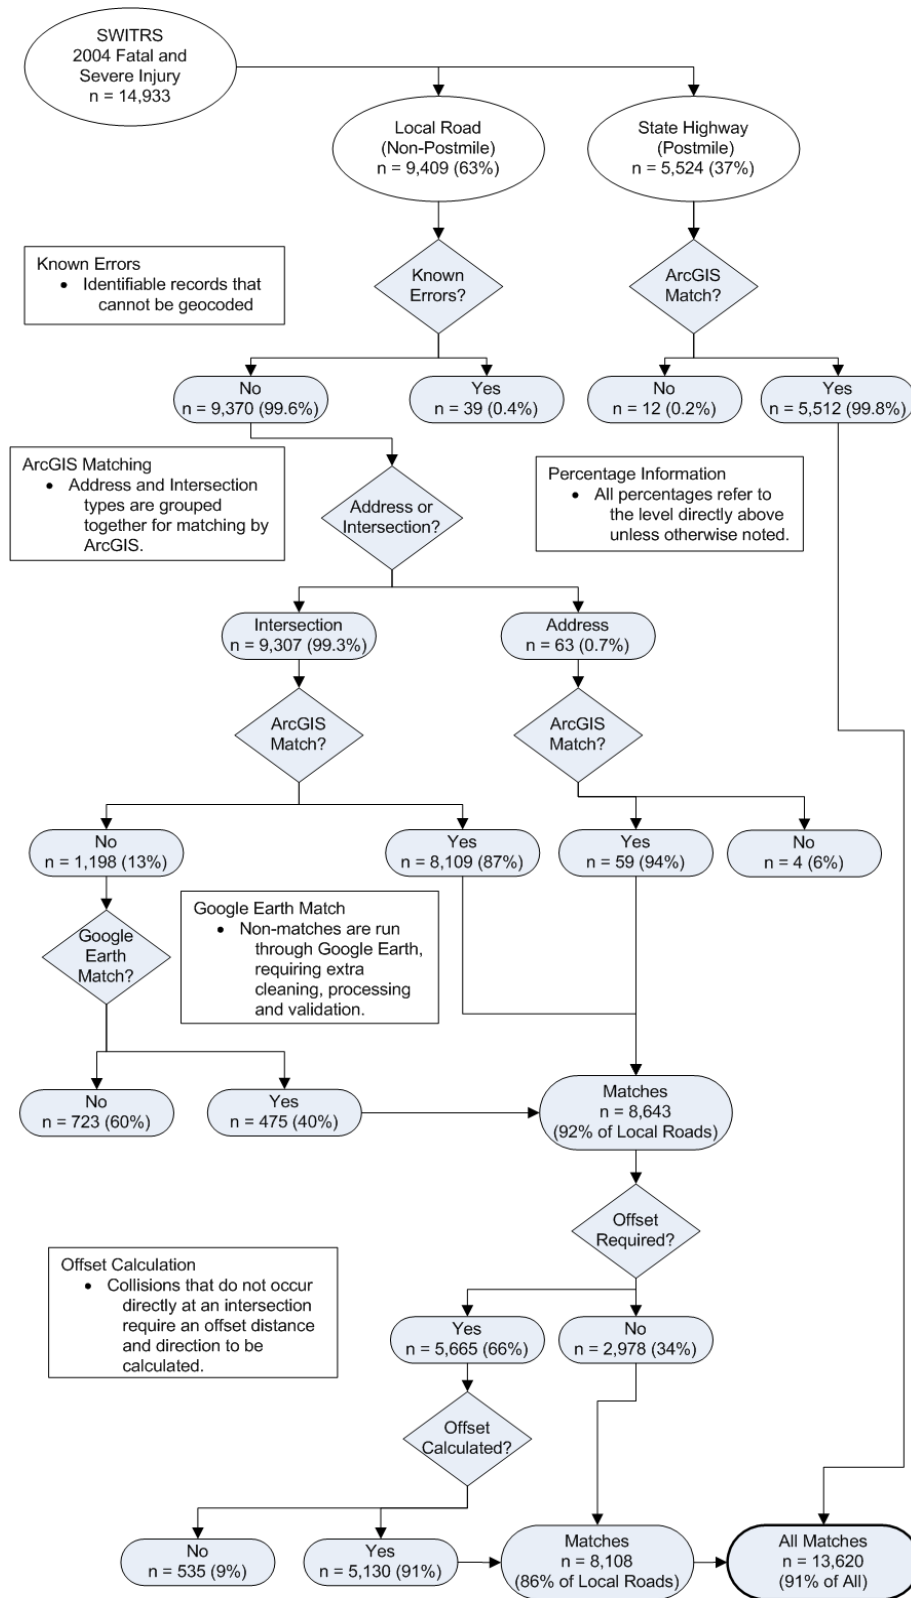 SWITRS
2004 Fatal and
Severe Injury
n = 14,933
Local Road
(Non-Postmile)
n = 9,409 (63%)
State Highway
(Postmile)
n = 5,524 (37%)
Known Errors
• Identifiable records that
cannot be geocoded
Known
Errors?
ArcGIS
Match?
No
n = 9,370 (99.6%)
Yes
n = 39 (0.4%)
No
n = 12 (0.2%)
Yes
n = 5,512 (99.8%)
ArcGIS Matching
• Address and Intersection
types are grouped
together for matching by
ArcGIS.
Address or
Intersection?
Percentage Information
• All percentages refer to
the level directly above
unless otherwise noted.
Intersection
n = 9,307 (99.3%)
Address
n = 63 (0.7%)
ArcGIS
Match?
ArcGIS
Match?
No
n = 1,198 (13%)
Yes
n = 8,109 (87%)
Yes
n = 59 (94%)
No
n = 4 (6%)
Google
Earth
Match?
Google Earth Match
• Non-matches are run
through Google Earth,
requiring extra
cleaning, processing
and validation.
No
n = 723 (60%)
Yes
n = 475 (40%)
Matches
n = 8,643
(92% of Local Roads)
Offset
Required?
Offset Calculation
• Collisions that do not occur
directly at an intersection
require an offset distance
and direction to be
calculated.
Yes
n = 5,665 (66%)
No
n = 2,978 (34%)
Offset
Calculated?
No
n = 535 (9%)
Yes
n = 5,130 (91%)
Matches
n = 8,108
(86% of Local Roads)
All Matches
n = 13,620
(91% of All)